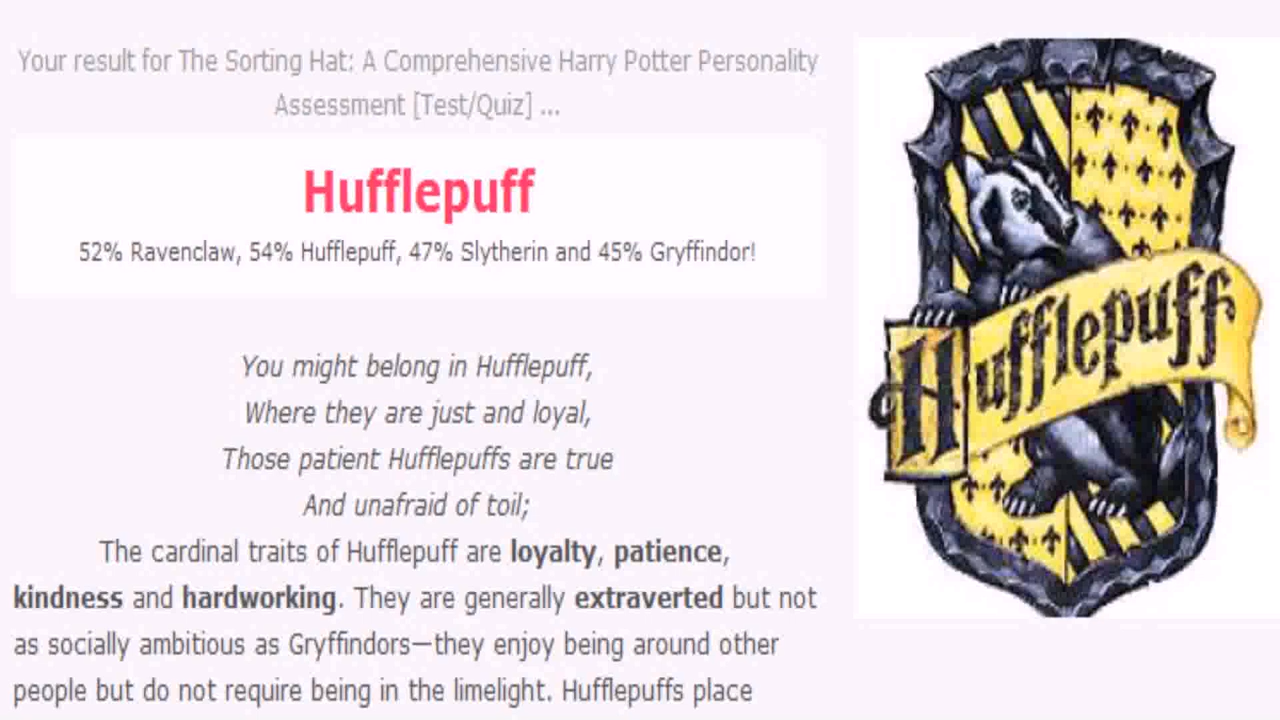 Your result for The Sorting Hat: A Comprehensive Harry Potter Personality
Assessment [Test/Quiz] ...
Hufflepuff
52% Ravenclaw, 54% Hufflepuff, 47% Slytherin and 45% Gryffindor!
You might belong in Hufflepuff,
Where they are just and loyal,
Those patient Hufflepuffs are true
And unafraid of toil;
The cardinal traits of Hufflepuff are loyalty, patience,
kindness and hardworking. They are generally extraverted but not
as socially ambitious as Gryffindors—they enjoy being around other
people but do not require being in the limelight. Hufflepuffs place
Hufflepuff